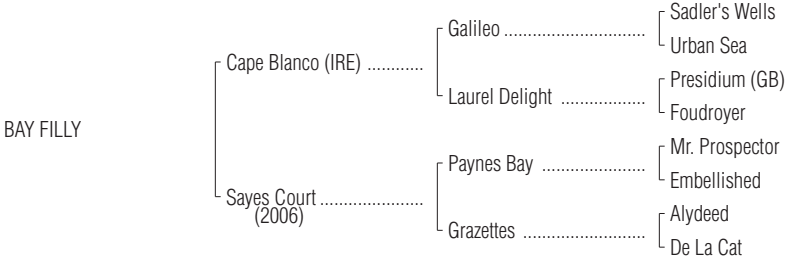 Sadler's Wells
Galileo ..............................
Urban Sea
Cape Blanco (IRE) ............
Presidium (GB)
Laurel Delight ..................
Foudroyer
BAY FILLY
Mr. Prospector
Paynes Bay ......................
Embellished
Sayes Court ......................
(2006)
Alydeed
Grazettes ..........................
De La Cat